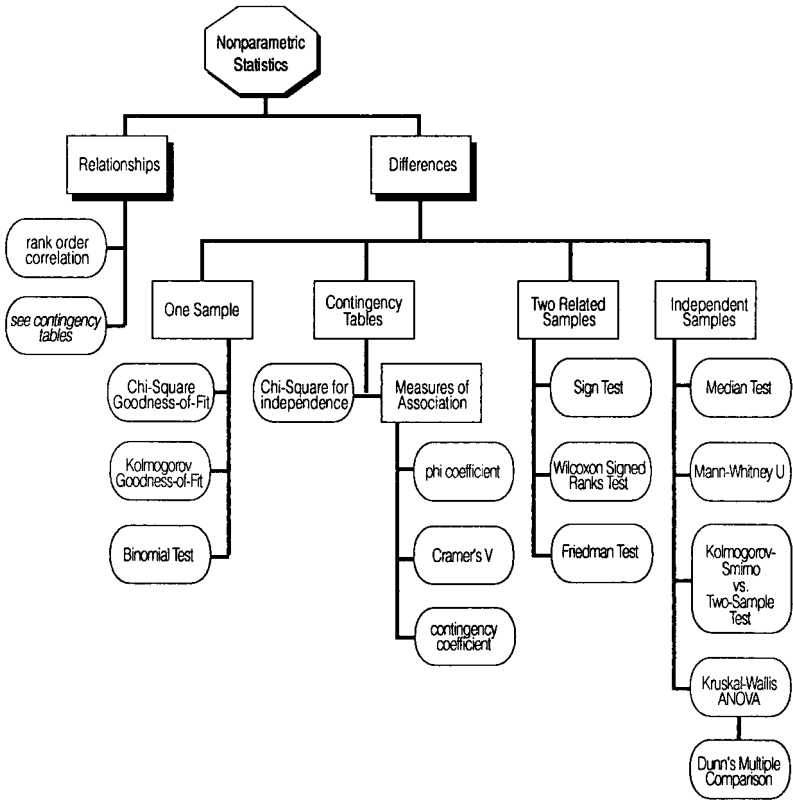 Nonparametric
Statistics
Relationships
Differences
rank order
correlation
see contingency
tables
One Sample
Contingency
Tables
Two Related
Samples
Independent
Samples
Chi-Square
Goodness-of-Fit
Kolmogorov
Goodness-of-Fit
Binomial Test
Chi-Square for
independence
Measures of
Association
phi coefficient
Cramer's V
contingency
coefficient
Sign Test
Wilcoxon Signed
Ranks Test
Friedman Test
Median Test
Mann-Whitney U
Kolmogorov-
Smirno
vs.
Two-Sample
Test
Kruskal-Wallis
ANOVA
Dunn's Multiple
Comparison